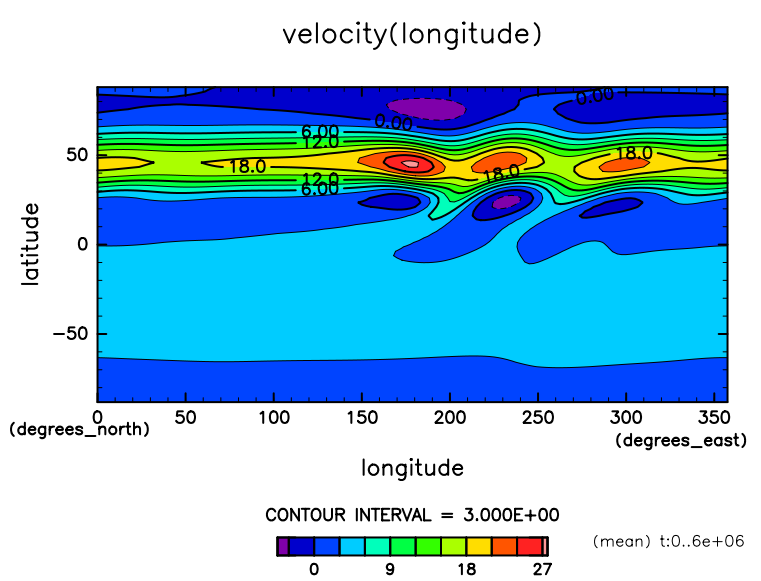 velocity(longitude)
0.00
0.00
6.00
12.0
50
18.0
18.0
18.0
12.0
6.00
latitude
0
−50
0 50 100 150 200 250 300 350
(degrees_north)
(degrees_east)
longitude
CONTOUR INTERVAL = 3.000E+00
(mean) t:0..6e+06
0 9 18 27